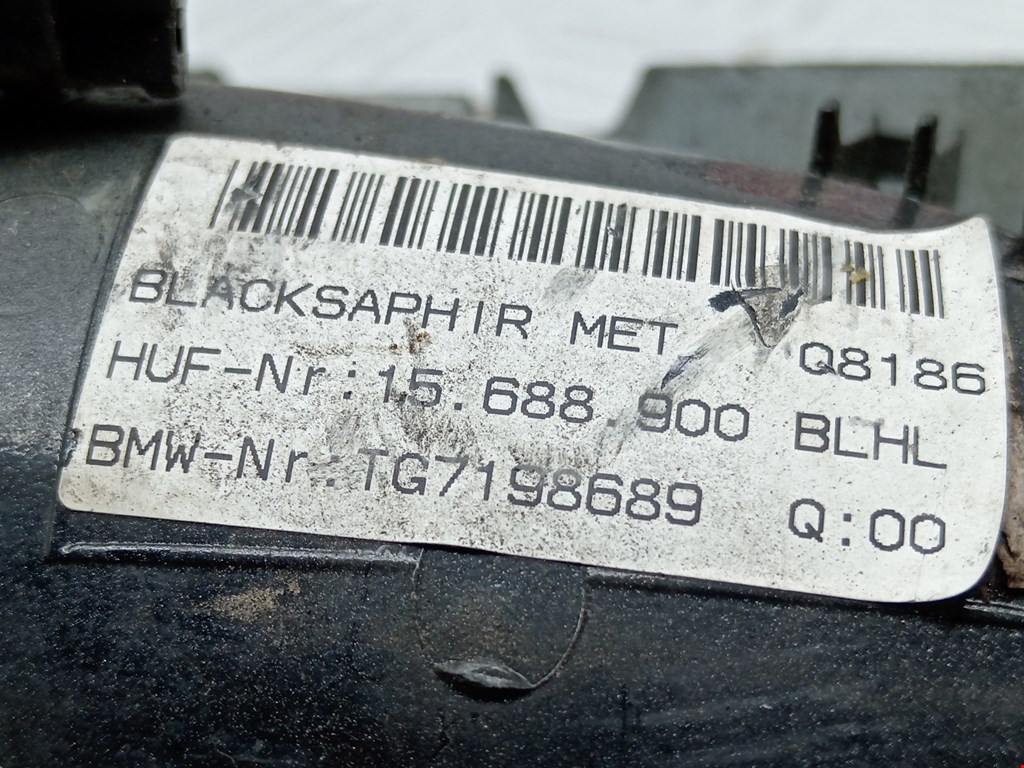 BLACKSAPHIR MET Q8186
HUF-Nr:15.688.900 BLHL
BMW-Nr:TG7198689 Q:00